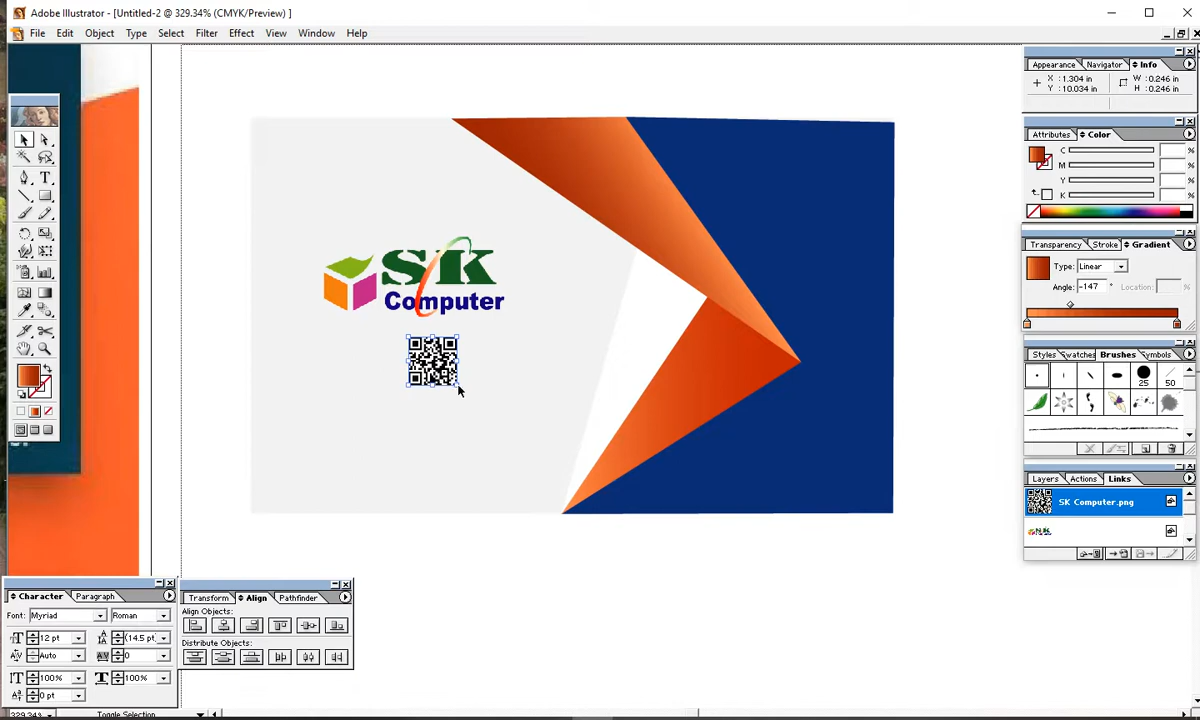 Adobe Illustrator - [Untitled-2 @ 329.34% (CMYK/Preview) ]
File Edit Object Type Select Filter Effect View Window Help
Appearance Navigator Info
X :1.304 in
Y :10.034 in
W :0.246 in
H :0.246 in
Attributes Color
C %
M %
Y %
K %
Transparency Stroke Gradient
Type: Linear
Angle: -147 ° Location: %
Styles Swatches Brushes Symbols
25
50
Layers Actions Links
SK Computer.png
SK
Computer
Character Paragraph
Font: Myriad Roman
12 pt (14.5 pt)
Auto 0
100% 100%
0 pt
Transform Align Pathfinder
Align Objects:
Distribute Objects:
329.34% Toggle Selection